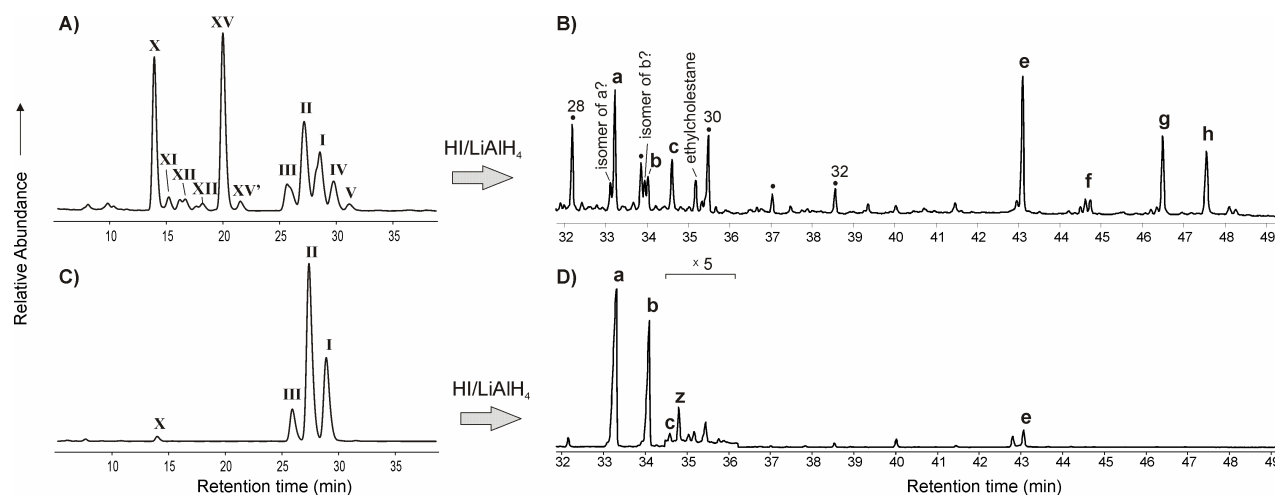 A)
X
XI
XII
XII
XV
XV’
III
II
I
IV
V
10 15 20 25 30 35
HI/LiAlH4
B)
28
isomer of a?
a
isomer of b?
b
c
ethylcholestane
30
32
e
f
g
h
32 33 34 35 36 37 38 39 40 41 42 43 44 45 46 47 48 49
Relative Abundance
C)
X
III
II
I
10 15 20 25 30 35
Retention time (min)
HI/LiAlH4
D)
a
b
x 5
c
z
e
32 33 34 35 36 37 38 39 40 41 42 43 44 45 46 47 48 49
Retention time (min)